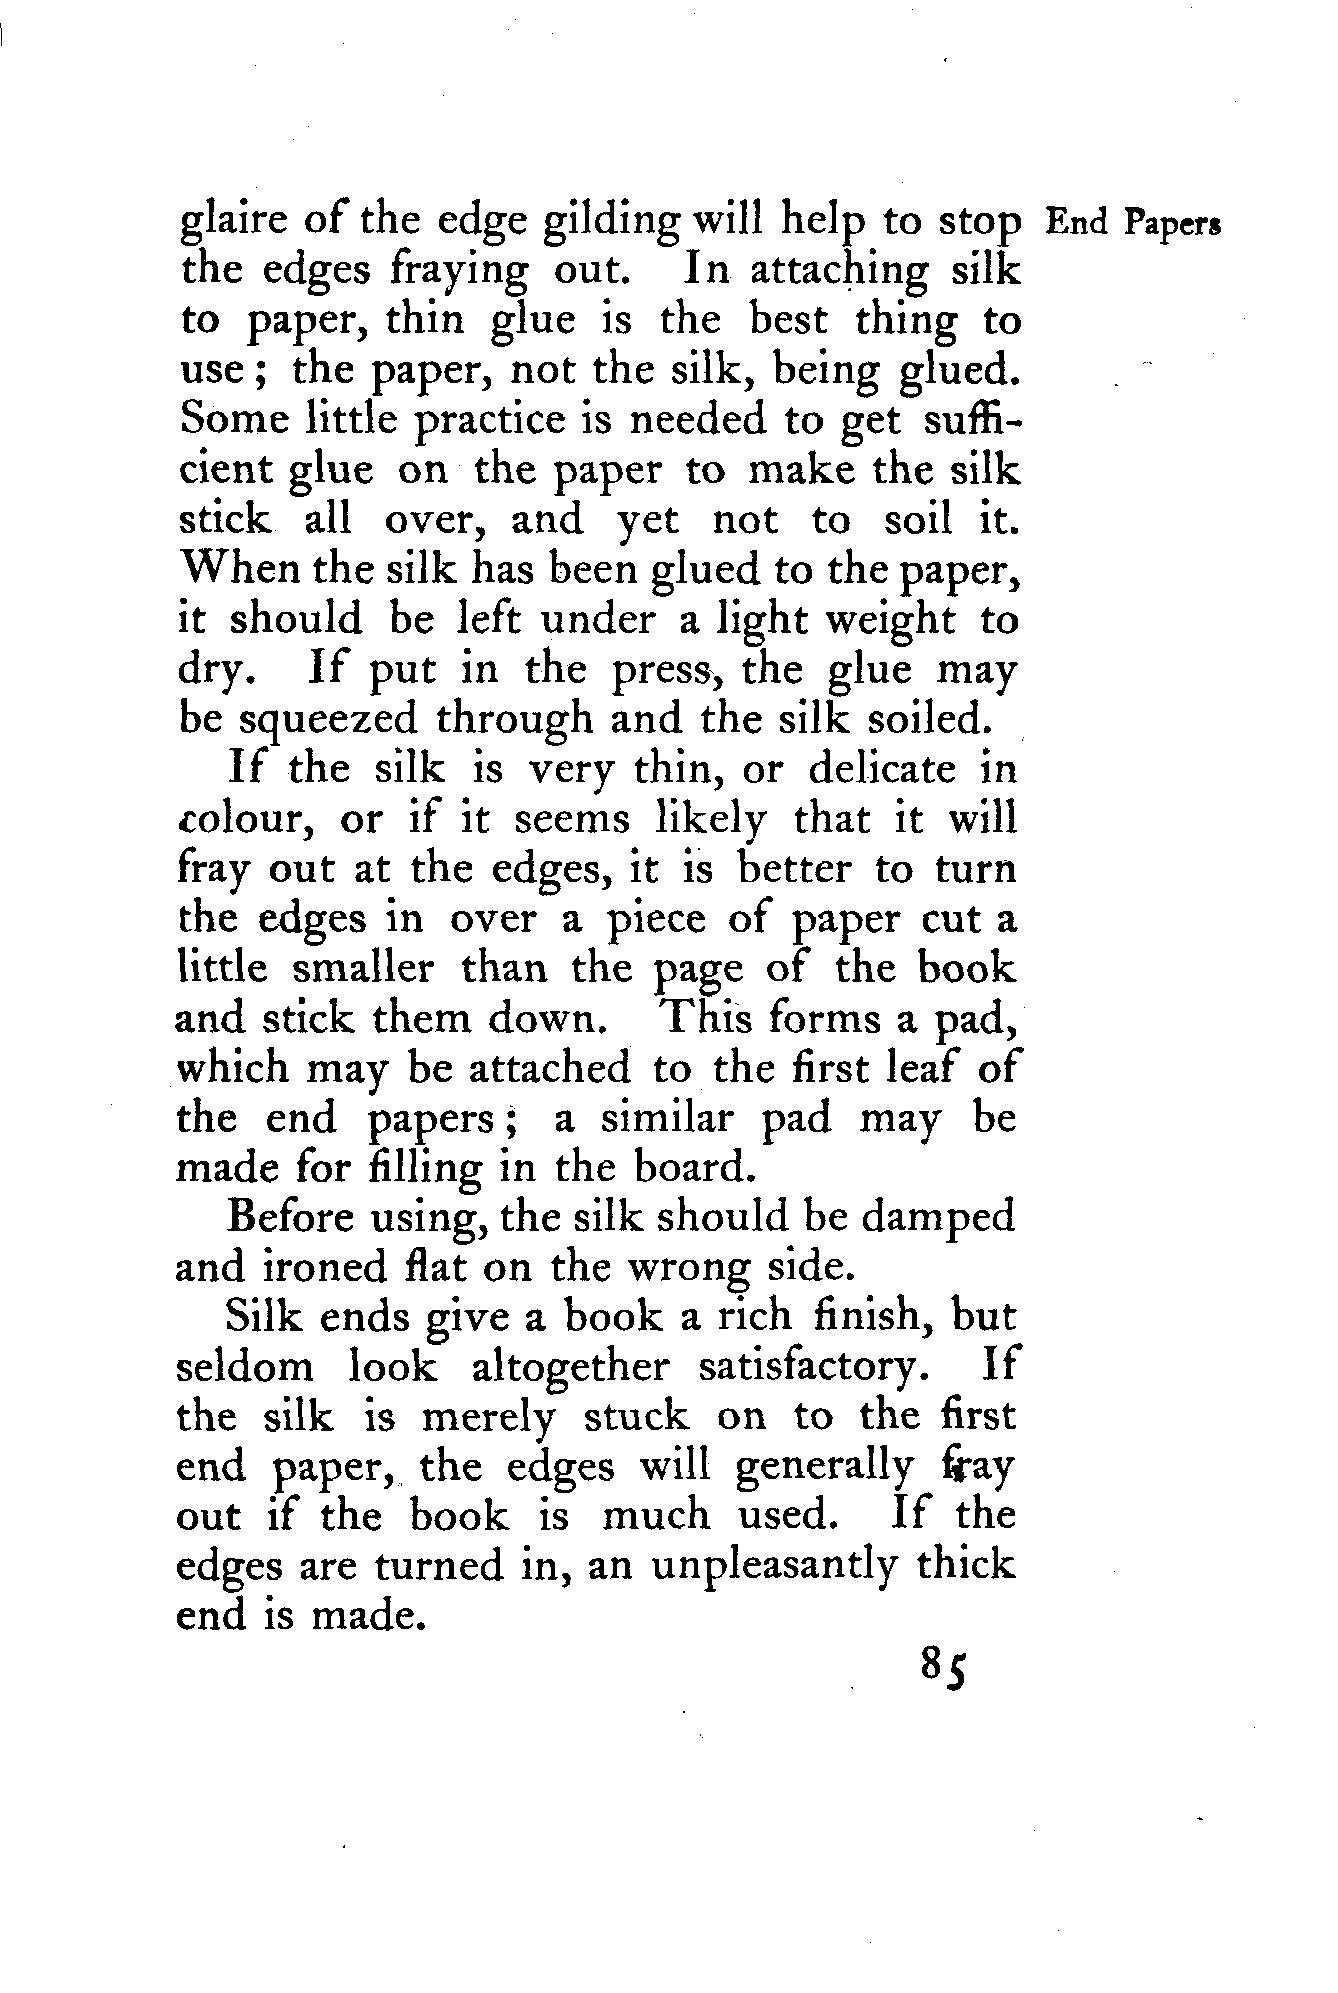 glaire of the edge gilding will help to stop End Papers
the edges fraying out. In attaching silk
to paper, thin glue is the best thing to
use ; the paper, not the silk, being glued.
Some little practice is needed to get suffi-
cient glue on the paper to make the silk
stick all over, and yet not to soil it.
When the silk has been glued to the paper,
it should be left under a light weight to
dry. If put in the press, the glue may
be squeezed through and the silk soiled.
If the silk is very thin, or delicate in
colour, or if it seems likely that it will
fray out at the edges, it is better to turn
the edges in over a piece of paper cut a
little smaller than the page of the book
and stick them down. This forms a pad,
which may be attached to the first leaf of
the end papers ; a similar pad may be
made for filling in the board.
Before using, the silk should be damped
and ironed flat on the wrong side.
Silk ends give a book a rich finish, but
seldom look altogether satisfactory. If
the silk is merely stuck on to the first
end paper, the edges will generally fray
out if the book is much used. If the
edges are turned in, an unpleasantly thick
end is made.
85